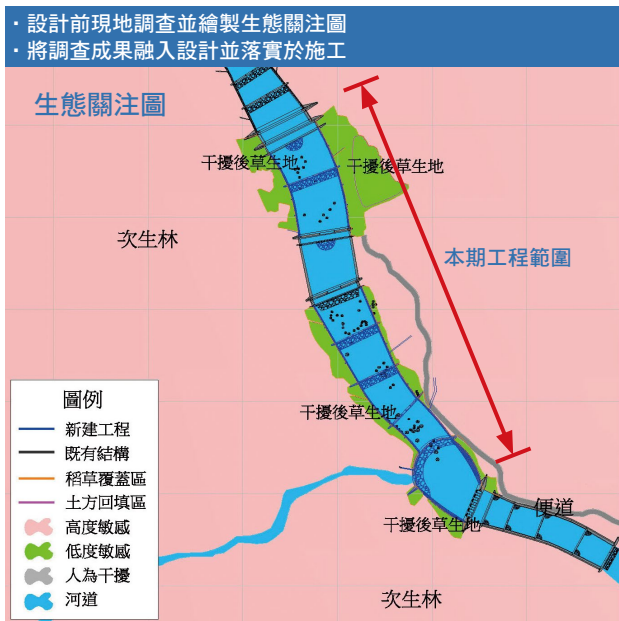 ・設計前現地調查並繪製生態關注圖
・將調查成果融入設計並落實於施工
生態關注圖
干擾後草生地
干擾後草生地
次生林
本期工程範圍
干擾後草生地
便道
干擾後草生地
次生林
圖例
新建工程
既有結構
稻草覆蓋區
土方回填區
高度敏感
低度敏感
人為干擾
河道